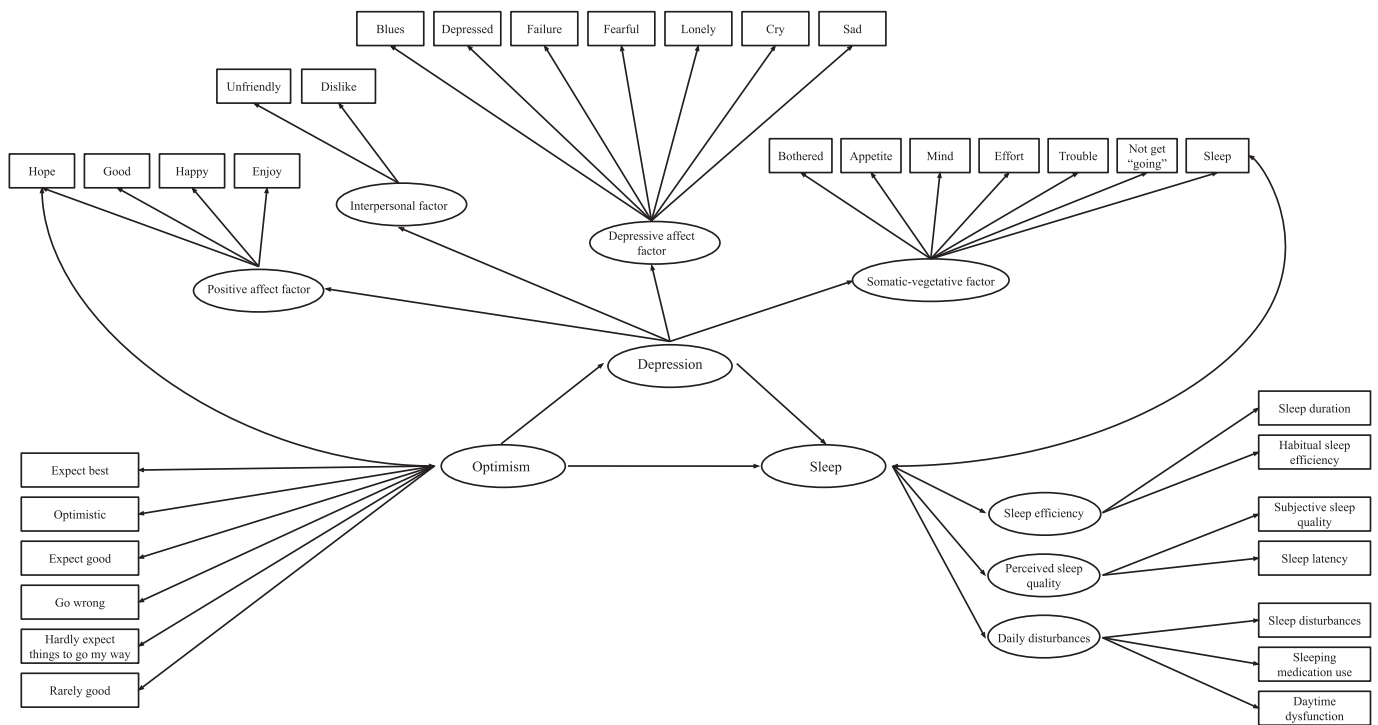 Blues
Depressed
Failure
Fearful
Lonely
Cry
Sad
Unfriendly
Dislike
Hope
Good
Happy
Enjoy
Bothered
Appetite
Mind
Effort
Trouble
Not get
“going”
Sleep
Interpersonal factor
Depressive affect
factor
Positive affect factor
Somatic-vegetative factor
Depression
Optimism
Sleep
Expect best
Optimistic
Expect good
Go wrong
Hardly expect
things to go my way
Rarely good
Sleep efficiency
Perceived sleep
quality
Daily disturbances
Sleep duration
Habitual sleep
efficiency
Subjective sleep
quality
Sleep latency
Sleep disturbances
Sleeping
medication use
Daytime
dysfunction